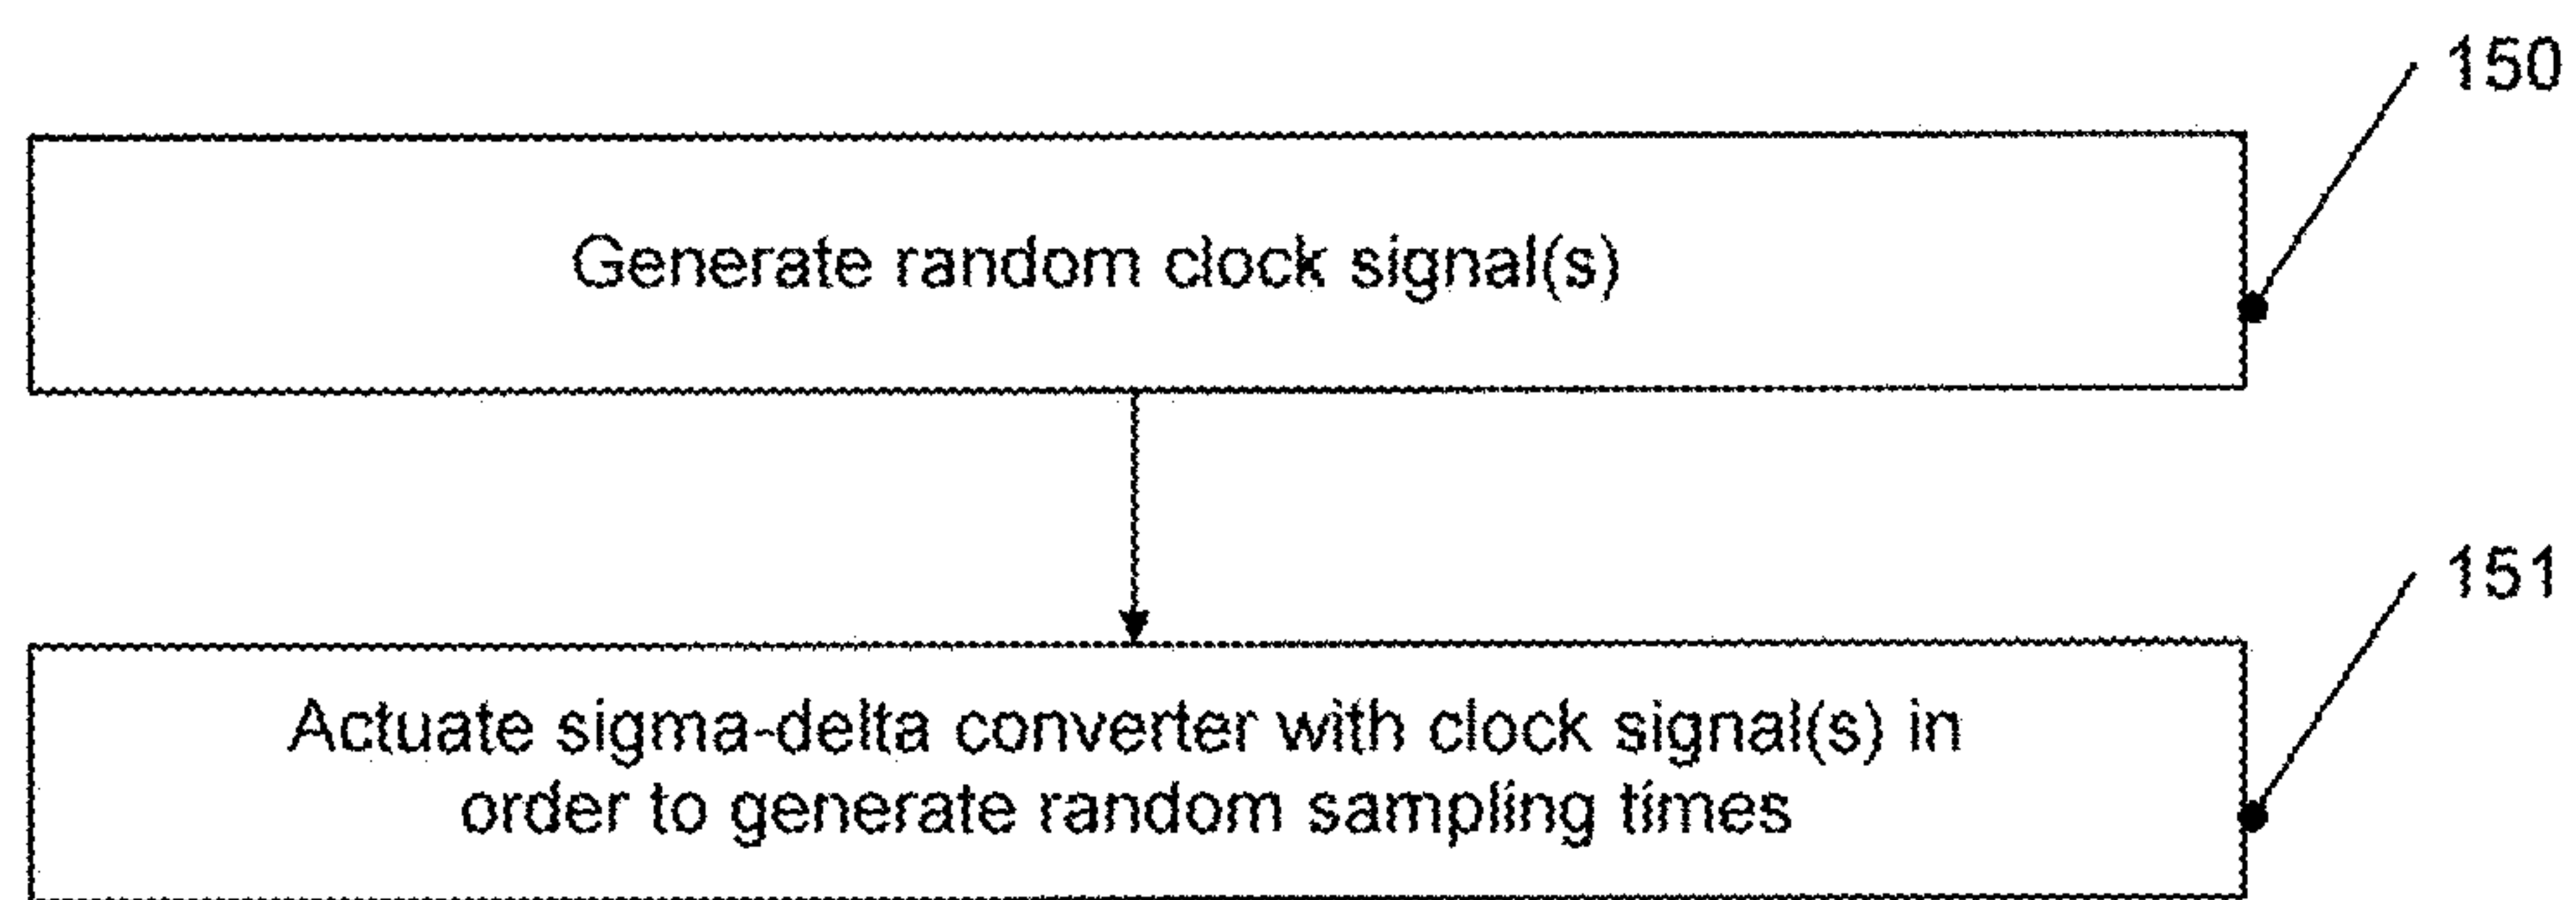 150
Generate random clock signal(s)
151
Actuate sigma-delta converter with clock signal(s) in
order to generate random sampling times